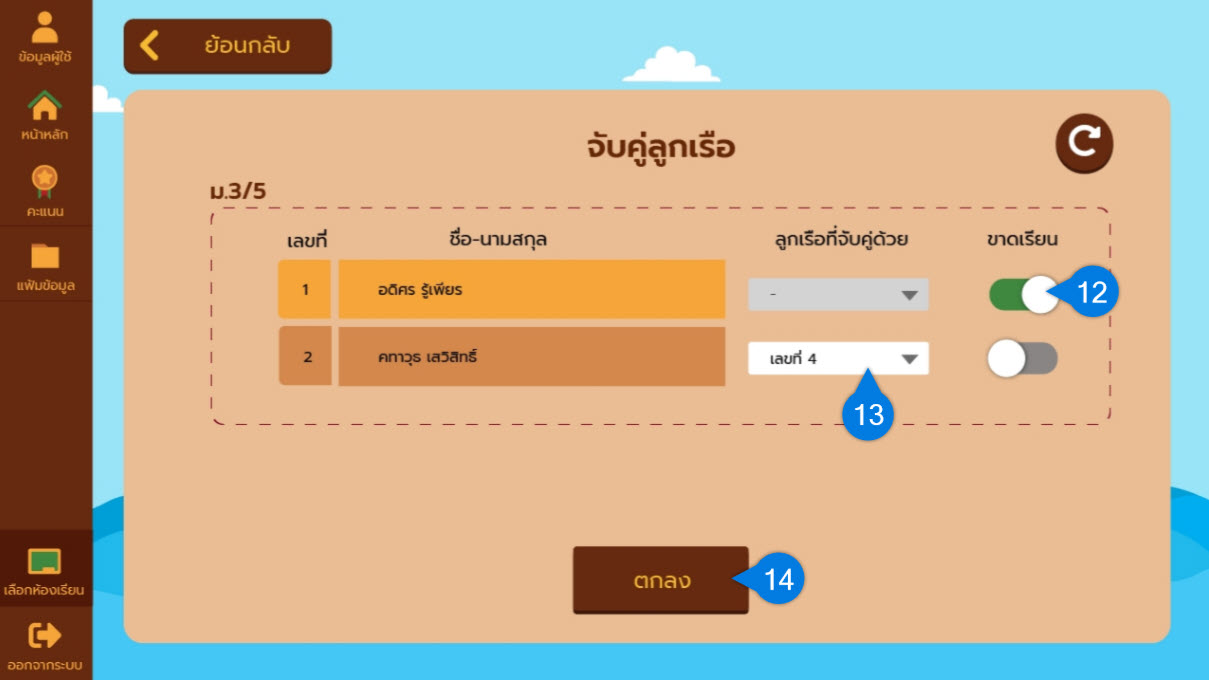 ข้อมูลผู้ใช้
หน้าหลัก
คะแนน
แฟ้มข้อมูล
เลือกห้องเรียน
ออกจากระบบ
ย้อนกลับ
จับคู่ลูกเรือ
ม.3/5
เลขที่ ชื่อ-นามสกุล ลูกเรือที่จับคู่ด้วย ขาดเรียน
1 อดิศร รู้เพียร - 12
2 คทาวุธ เสวิสิทธิ์ เลขที่ 4
13
ตกลง 14